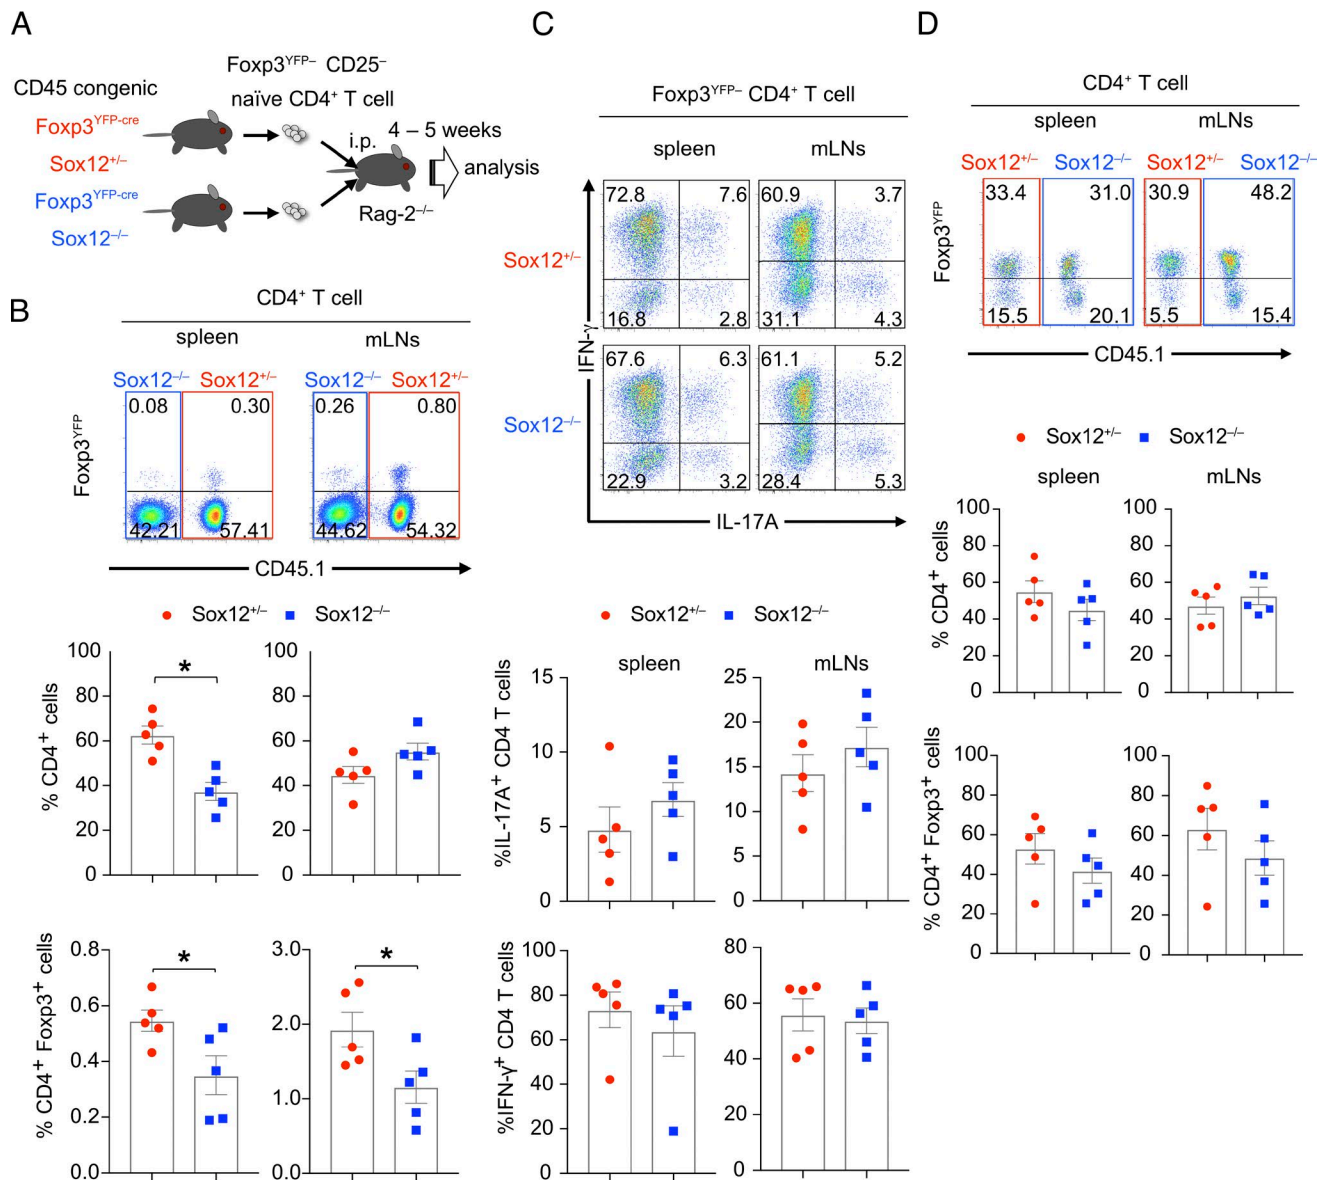 A
Foxp3YFP– CD25–
naïve CD4+ T cell
CD45 congenic
Foxp3YFP-cre
Sox12+/–
Foxp3YFP-cre
Sox12–/–
i.p.
4 – 5 weeks
analysis
Rag-2–/–
B
CD4+ T cell
spleen
mLNs
Sox12–/–
Sox12+/–
Sox12–/–
Sox12+/–
0.08
0.30
0.26
0.80
42.21
57.41
44.62
54.32
Foxp3YFP
CD45.1
Sox12+/–
Sox12–/–
% CD4+ cells
100
80
60
40
20
0
*
100
80
60
40
20
0
% CD4+ Foxp3+ cells
0.8
0.6
0.4
0.2
0.0
*
3.0
2.0
1.0
0.0
*
C
Foxp3YFP– CD4+ T cell
spleen
mLNs
Sox12+/–
72.8
7.6
60.9
3.7
16.8
2.8
31.1
4.3
Sox12–/–
67.6
6.3
61.1
5.2
22.9
3.2
28.4
5.3
IFN-γ
IL-17A
Sox12+/–
Sox12–/–
spleen
mLNs
%IL-17A+ CD4 T cells
15
10
5
0
25
20
15
10
5
0
%IFN-γ+ CD4 T cells
100
80
60
40
20
0
80
60
40
20
0
D
CD4+ T cell
spleen
mLNs
Sox12+/–
Sox12–/–
Sox12+/–
Sox12–/–
33.4
31.0
30.9
48.2
15.5
20.1
5.5
15.4
Foxp3YFP
CD45.1
Sox12+/–
Sox12–/–
spleen
mLNs
% CD4+ cells
100
80
60
40
20
0
100
80
60
40
20
0
% CD4+ Foxp3+ cells
100
80
60
40
20
0
100
80
60
40
20
0